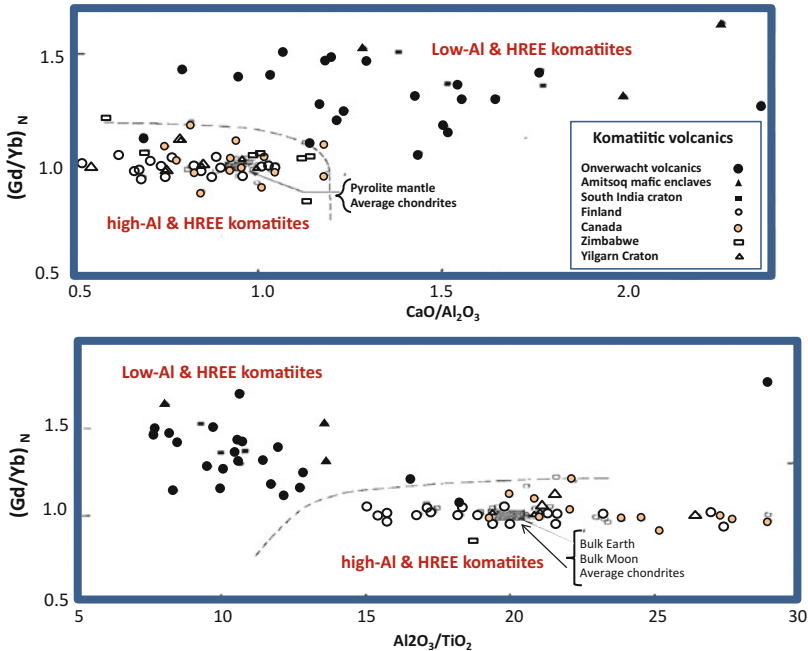 1.5
1.0
0.5
(Gd/Yb) N
Low-Al & HREE komatiites
high-Al & HREE komatiites
Pyrolite mantle
Average chondrites
Komatiitic volcanics
Onverwacht volcanics
Amitsoq mafic enclaves
South India craton
Finland
Canada
Zimbabwe
Yilgarn Craton
0.5
1.0
1.5
2.0
CaO/Al₂O₃
(Gd/Yb) N
1.5
1.0
0.5
Low-Al & HREE komatiites
high-Al & HREE komatiites
Bulk Earth
Bulk Moon
Average chondrites
5
10
15
20
25
30
Al2O₃/TiO₂